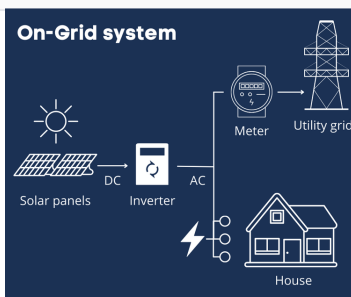 On-Grid system
Meter
Utility grid
DC
AC
Solar panels
Inverter
House